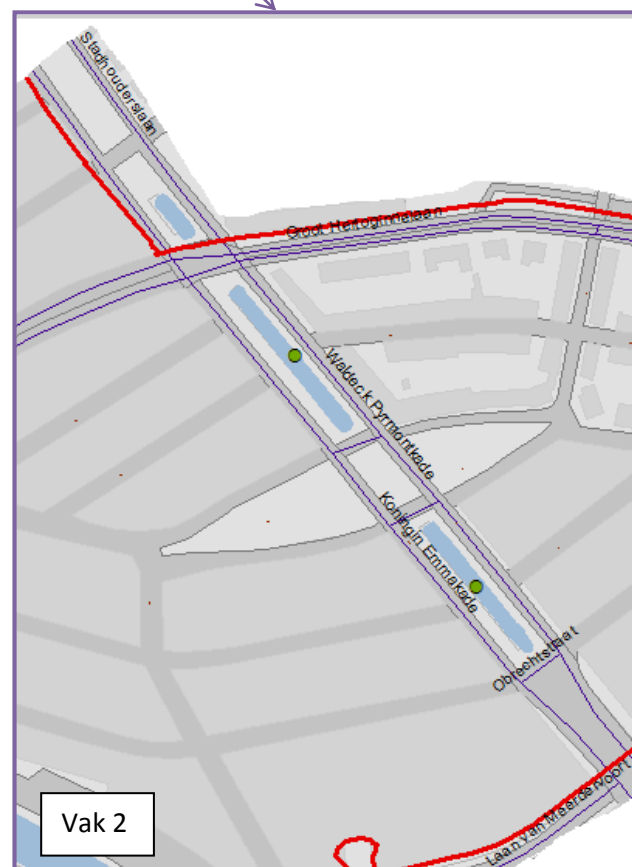 Stadhouderslaan
Groot Hertoginnelaan
Waldeck Pyrmontkade
Koningin Emmakade
Obrechtstraat
Laan van Meerdervoort
Vak 2